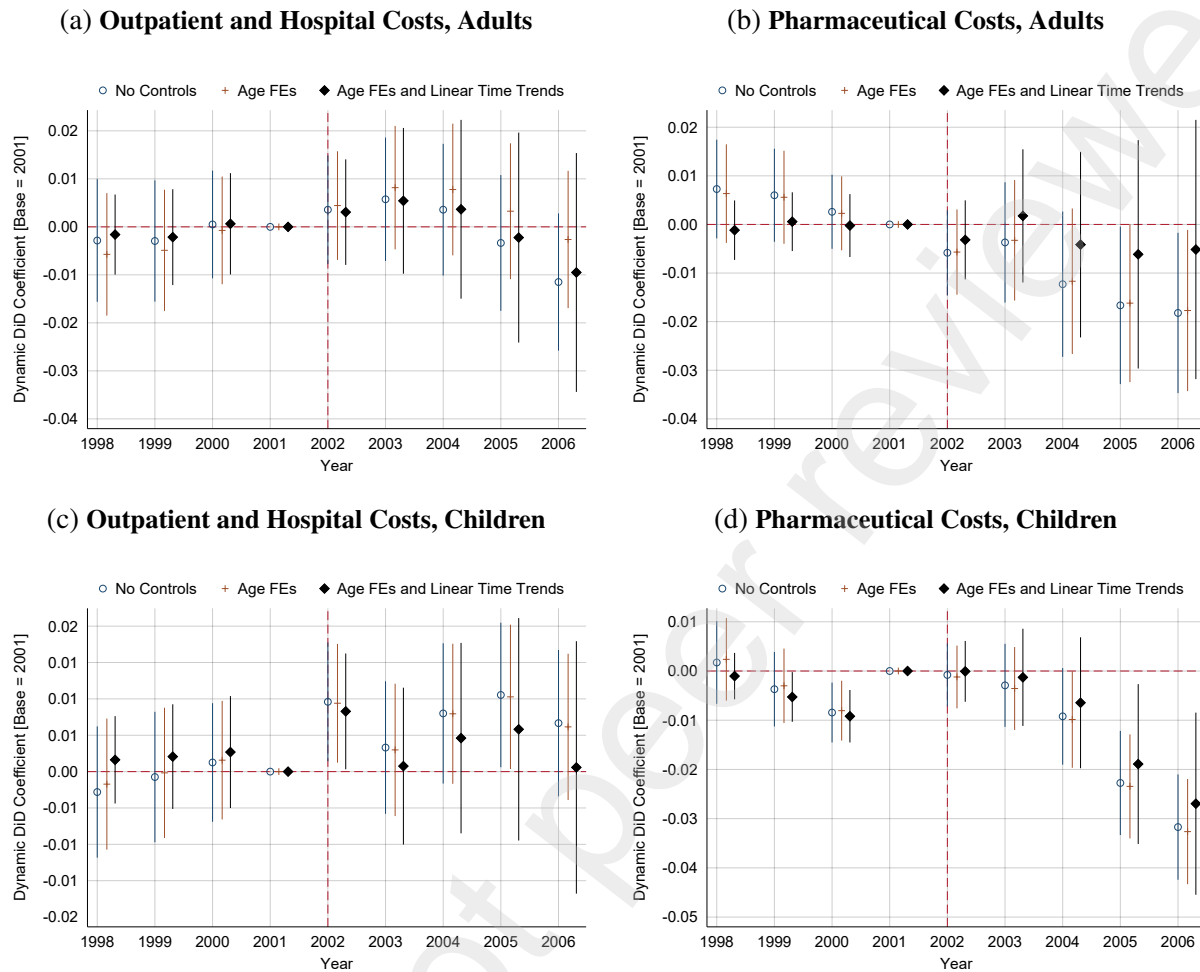 (a) Outpatient and Hospital Costs, Adults
○ No Controls + Age FEs ◆ Age FEs and Linear Time Trends
Dynamic DiD Coefficient [Base = 2001]
0.02
0.01
0.00
-0.01
-0.02
-0.03
-0.04
1998 1999 2000 2001 2002 2003 2004 2005 2006
Year
(b) Pharmaceutical Costs, Adults
○ No Controls + Age FEs ◆ Age FEs and Linear Time Trends
Dynamic DiD Coefficient [Base = 2001]
0.02
0.01
0.00
-0.01
-0.02
-0.03
-0.04
1998 1999 2000 2001 2002 2003 2004 2005 2006
Year
(c) Outpatient and Hospital Costs, Children
○ No Controls + Age FEs ◆ Age FEs and Linear Time Trends
Dynamic DiD Coefficient [Base = 2001]
0.02
0.01
0.01
0.01
0.00
-0.01
-0.01
-0.01
-0.02
1998 1999 2000 2001 2002 2003 2004 2005 2006
Year
(d) Pharmaceutical Costs, Children
○ No Controls + Age FEs ◆ Age FEs and Linear Time Trends
Dynamic DiD Coefficient [Base = 2001]
0.01
0.00
-0.01
-0.02
-0.03
-0.04
-0.05
1998 1999 2000 2001 2002 2003 2004 2005 2006
Year
ot peer reviewe